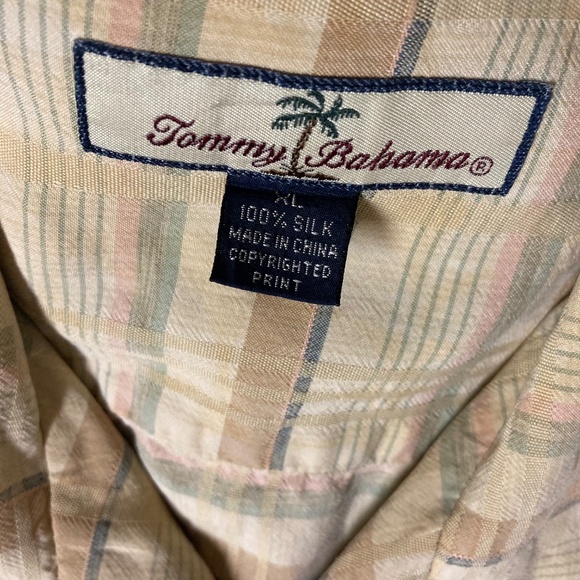 Tommy Bahama®
XL
100% SILK
MADE IN CHINA
COPYRIGHTED
PRINT